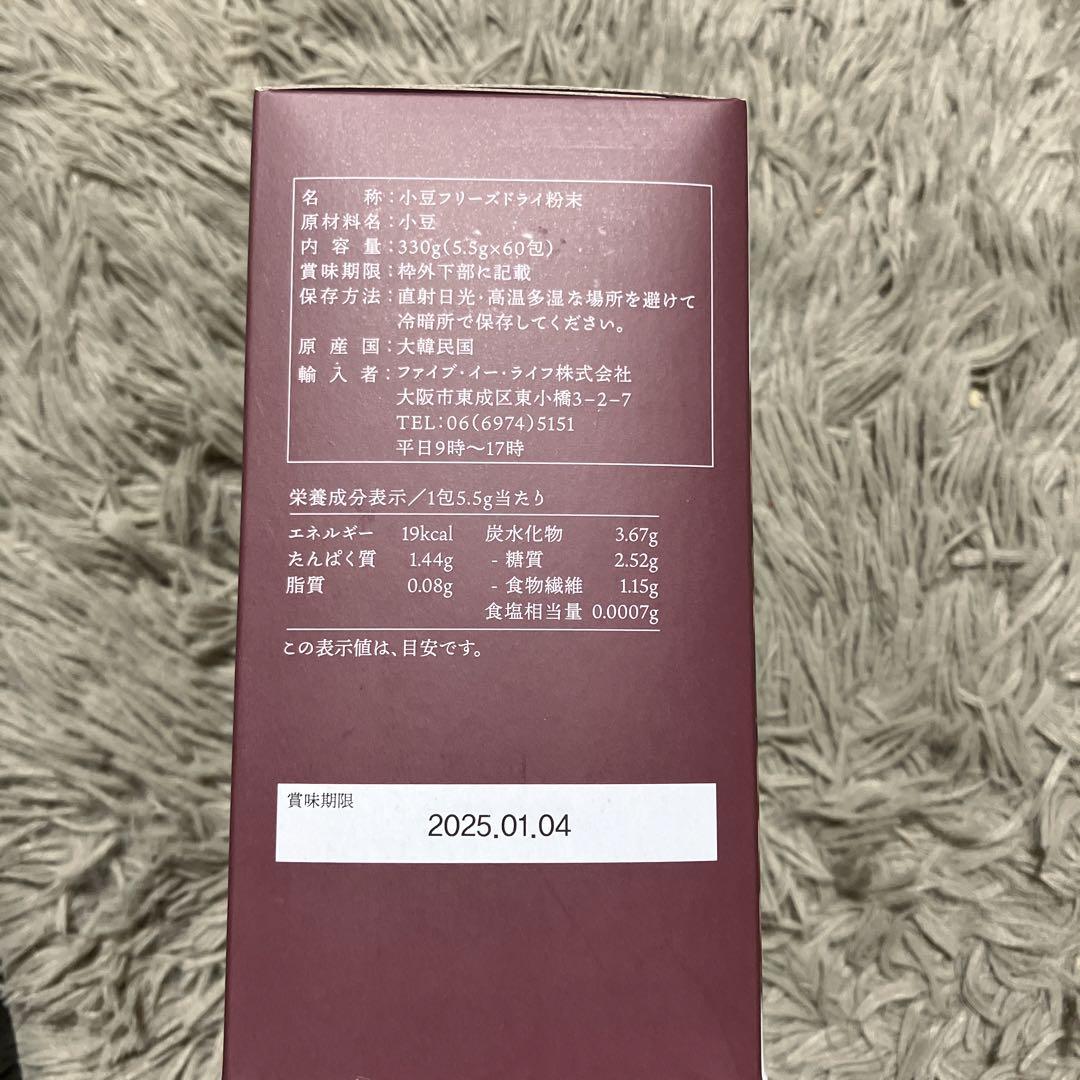 名称:小豆フリーズドライ粉末
原材料名:小豆
内容量:330g(5.5g×60包)
賞味期限:枠外下部に記載
保存方法:直射日光・高温多湿な場所を避けて
冷暗所で保存してください。
原産国:大韓民国
輸入者:ファイブ・イー・ライフ株式会社
大阪市東成区東小橋3-2-7
TEL:06(6974)5151
平日9時〜17時
栄養成分表示/1包5.5g当たり
エネルギー 19kcal 炭水化物 3.67g
たんぱく質 1.44g - 糖質 2.52g
脂質 0.08g - 食物繊維 1.15g
食塩相当量 0.0007g
この表示値は、目安です。
賞味期限
2025.01.04